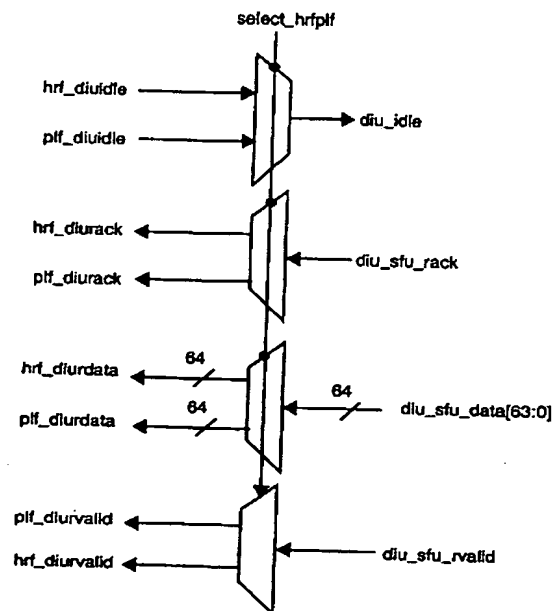 select_hrfplf
hrf_diuidle
plf_diuidle
diu_idle
hrf_diurack
plf_diurack
diu_sfu_rack
hrf_diurdata
64
plf_diurdata
64
64
diu_sfu_data[63:0]
plf_diurvalid
hrf_diurvalid
diu_sfu_rvalid